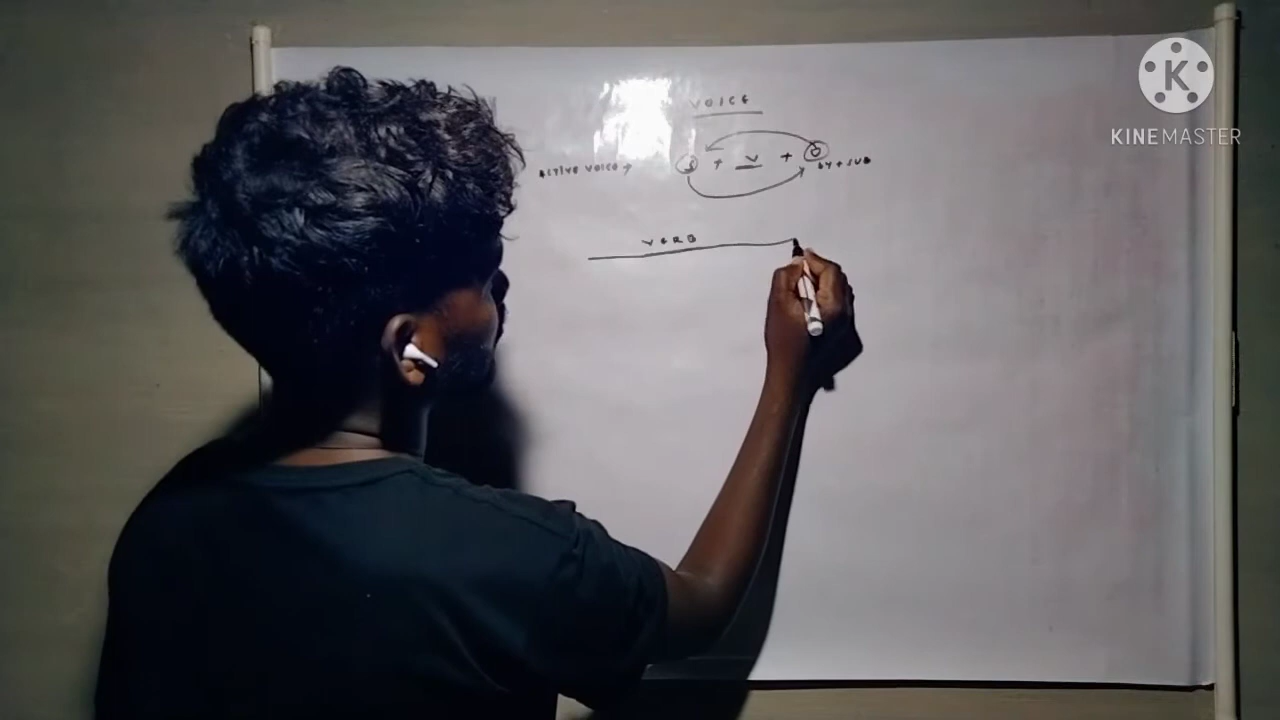 VOICE
KINEMASTER
ACTIVE VOICE → S + V + O
BY + SUB
VERB